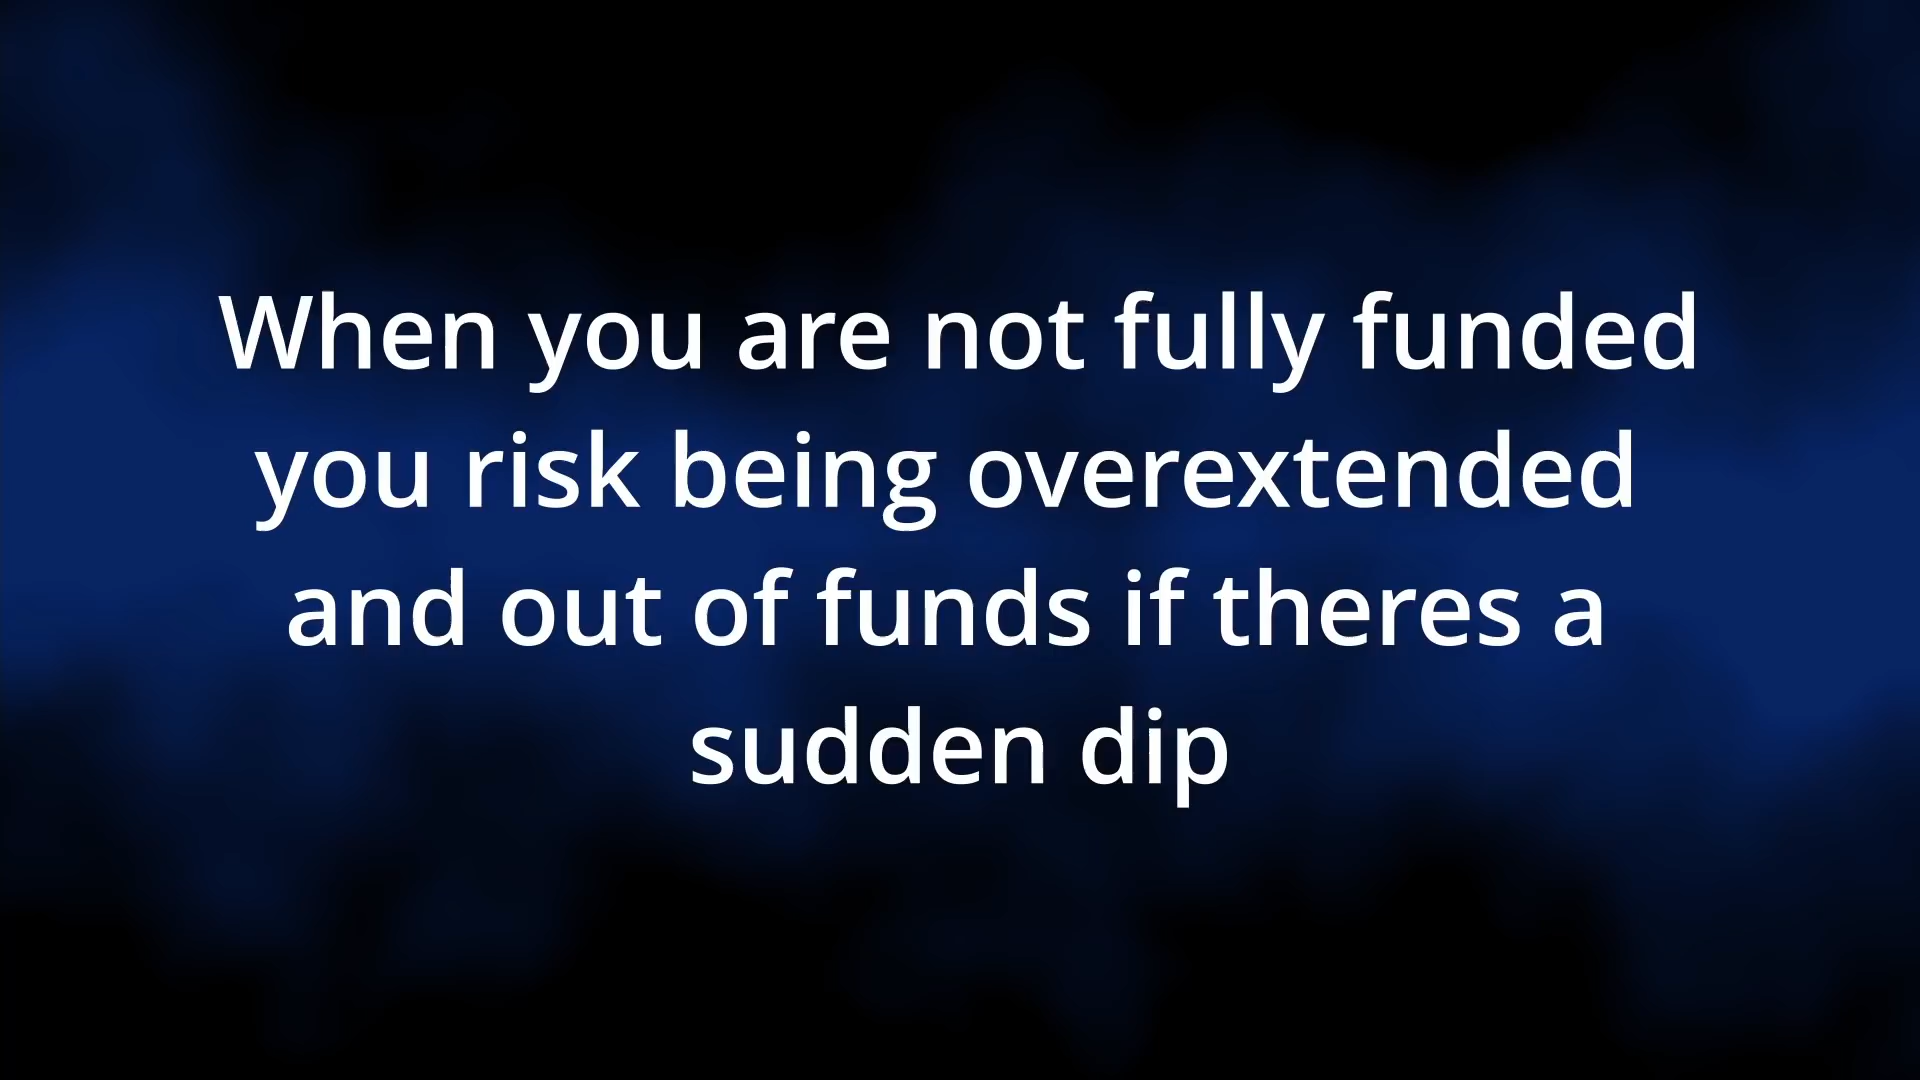 When you are not fully funded
you risk being overextended
and out of funds if theres a
sudden dip